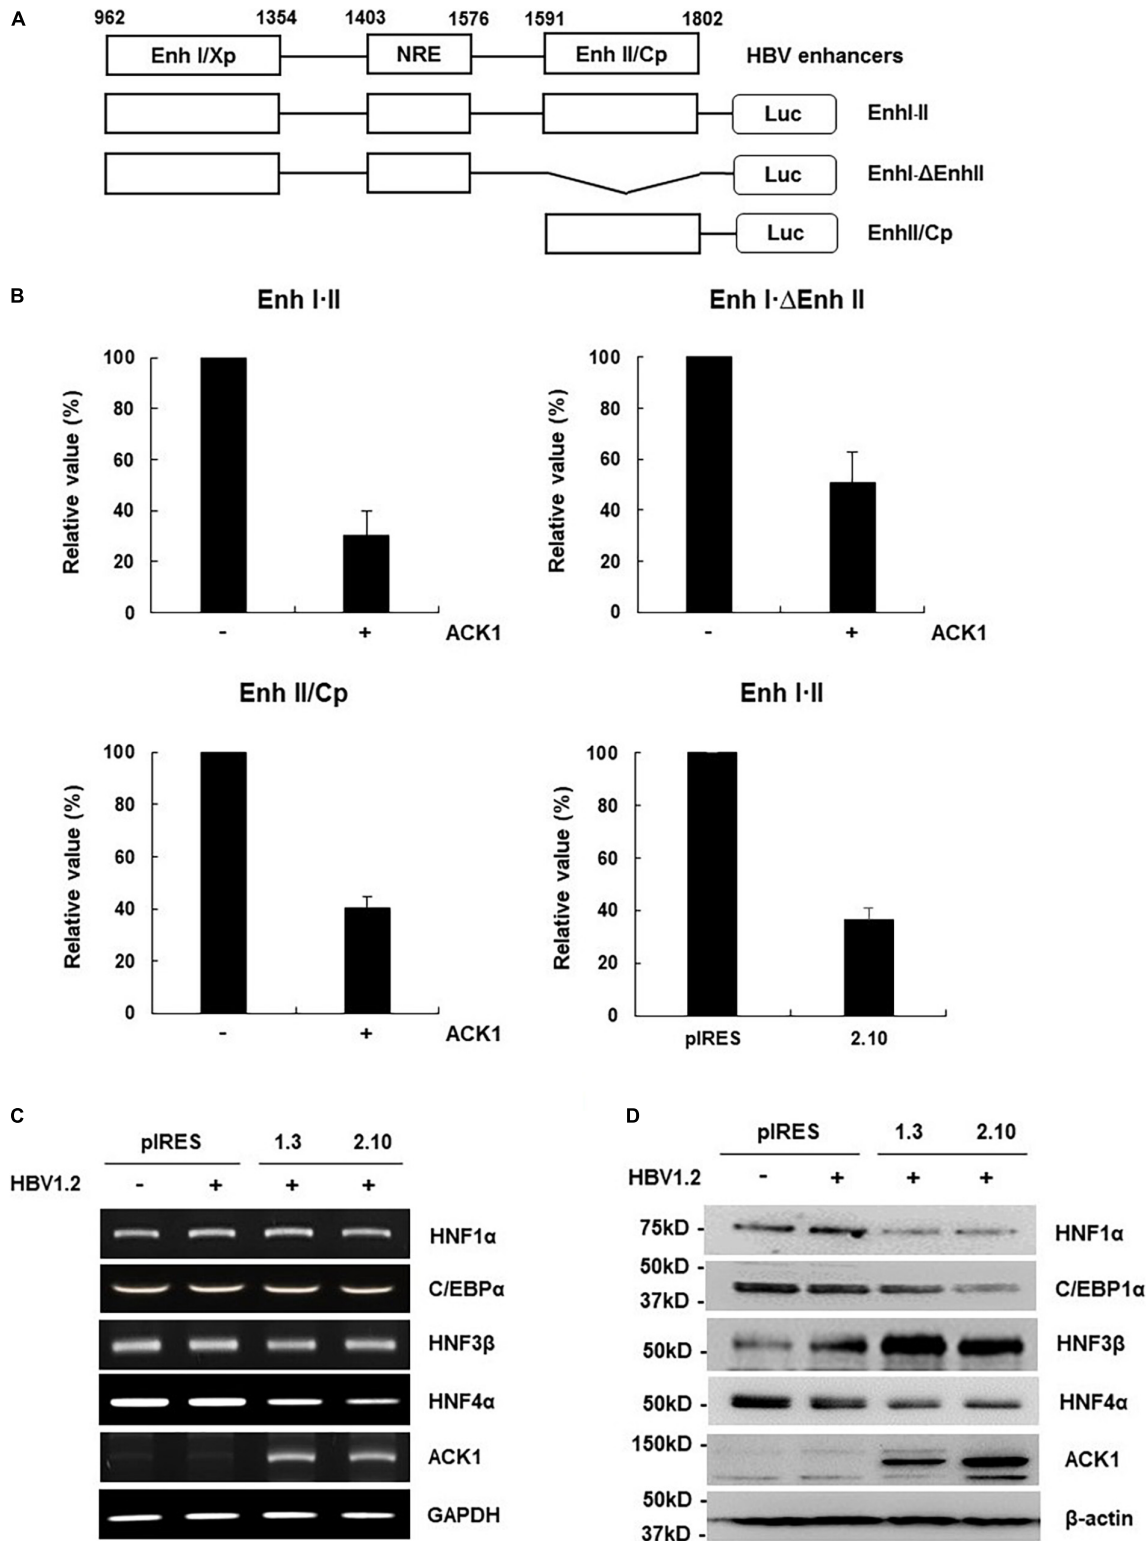 A
962 1354 1403 1576 1591 1802
Enh I/Xp NRE Enh II/Cp HBV enhancers
Luc EnhI-II
Luc EnhI-ΔEnhII
Luc EnhII/Cp
B
Enh I·II
Relative value (%)
100
80
60
40
20
0
- + ACK1
Enh I·ΔEnh II
Relative value (%)
100
80
60
40
20
0
- + ACK1
Enh II/Cp
Relative value (%)
100
80
60
40
20
0
- + ACK1
Enh I·II
Relative value (%)
100
80
60
40
20
0
pIRES 2.10
C
pIRES 1.3 2.10
HBV1.2 - + + +
HNF1α
C/EBPα
HNF3β
HNF4α
ACK1
GAPDH
D
pIRES 1.3 2.10
HBV1.2 - + + +
75kD - HNF1α
50kD -
C/EBP1α
37kD -
HNF3β
50kD -
50kD - HNF4α
150kD -
ACK1
50kD -
β-actin
37kD -